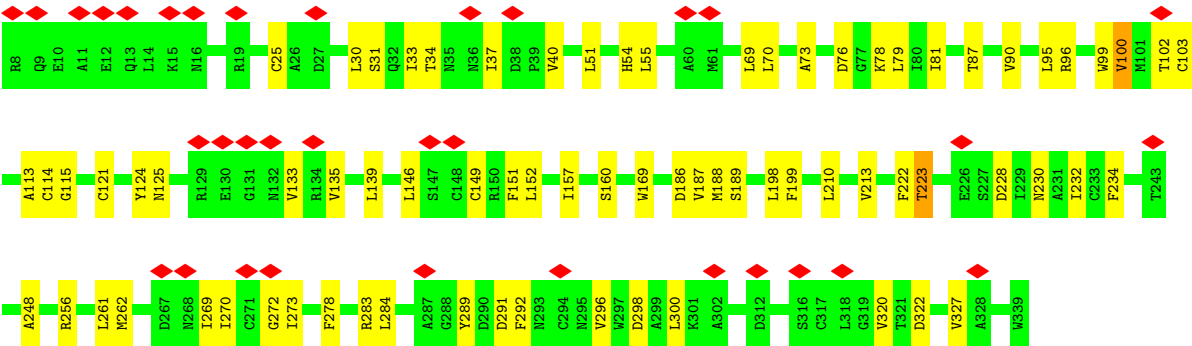 R8 Q9 E10 A11 E12 Q13 L14 K15 N16 R19 C25 A26 D27 L30 S31 Q32 I33 T34 N35 N36 I37 D38 P39 V40 L51 H54 L55 A60 M61 L69 L70 A73 D76 G77 K78 L79 I80 I81 T87 V90 L95 R96 W99 V100 M101 T102 C103
A113 C114 G115 C121 Y124 N125 R129 E130 G131 N132 V133 R134 V135 L139 L146 S147 C148 C149 R150 F151 L152 I157 S160 W169 D186 V187 M188 S189 L198 F199 L210 V213 F222 T223 E226 S227 D228 I229 N230 A231 I232 C233 F234 T243
A248 R256 L261 M262 D267 N268 I269 I270 C271 G272 I273 F278 R283 L284 A287 G288 Y289 D290 D291 F292 N293 C294 N295 V296 W297 D298 A299 L300 K301 A302 D312 S316 C317 L318 G319 V320 T321 D322 V327 A328 W339